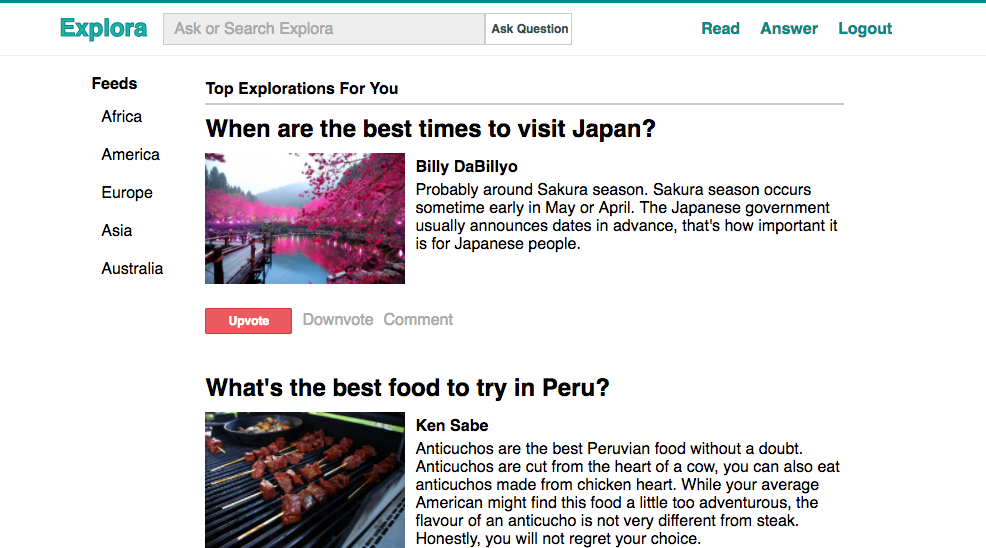 Explora
Ask or Search Explora
Ask Question
Read
Answer
Logout
Feeds
Africa
America
Europe
Asia
Australia
Top Explorations For You
When are the best times to visit Japan?
Billy DaBillyo
Probably around Sakura season. Sakura season occurs
sometime early in May or April. The Japanese government
usually announces dates in advance, that's how important it
is for Japanese people.
Upvote
Downvote
Comment
What's the best food to try in Peru?
Ken Sabe
Anticuchos are the best Peruvian food without a doubt.
Anticuchos are cut from the heart of a cow, you can also eat
anticuchos made from chicken heart. While your average
American might find this food a little too adventurous, the
flavour of an anticucho is not very different from steak.
Honestly, you will not regret your choice.